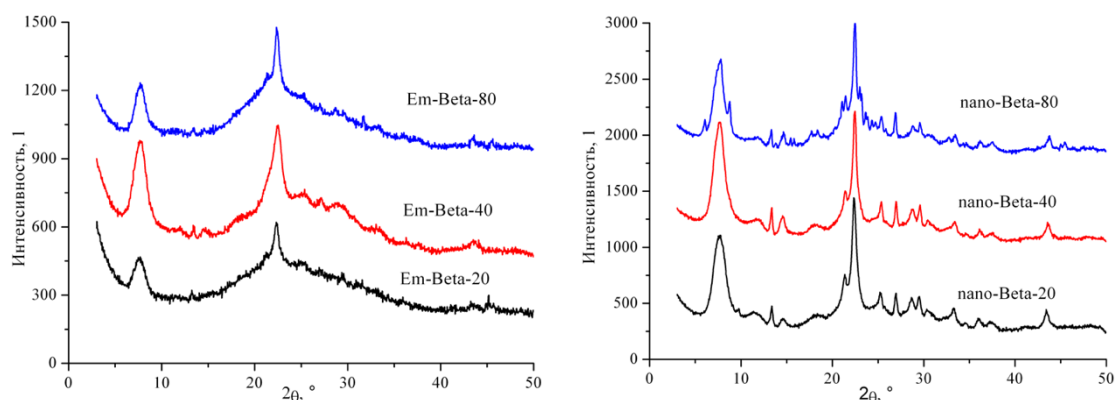 1500
1200
900
600
300
0
Интенсивность, I
Em-Beta-80
Em-Beta-40
Em-Beta-20
0 10 20 30 40 50
2θ, °
3000
2500
2000
1500
1000
500
0
Интенсивность, I
nano-Beta-80
nano-Beta-40
nano-Beta-20
0 10 20 30 40 50
2θ, °